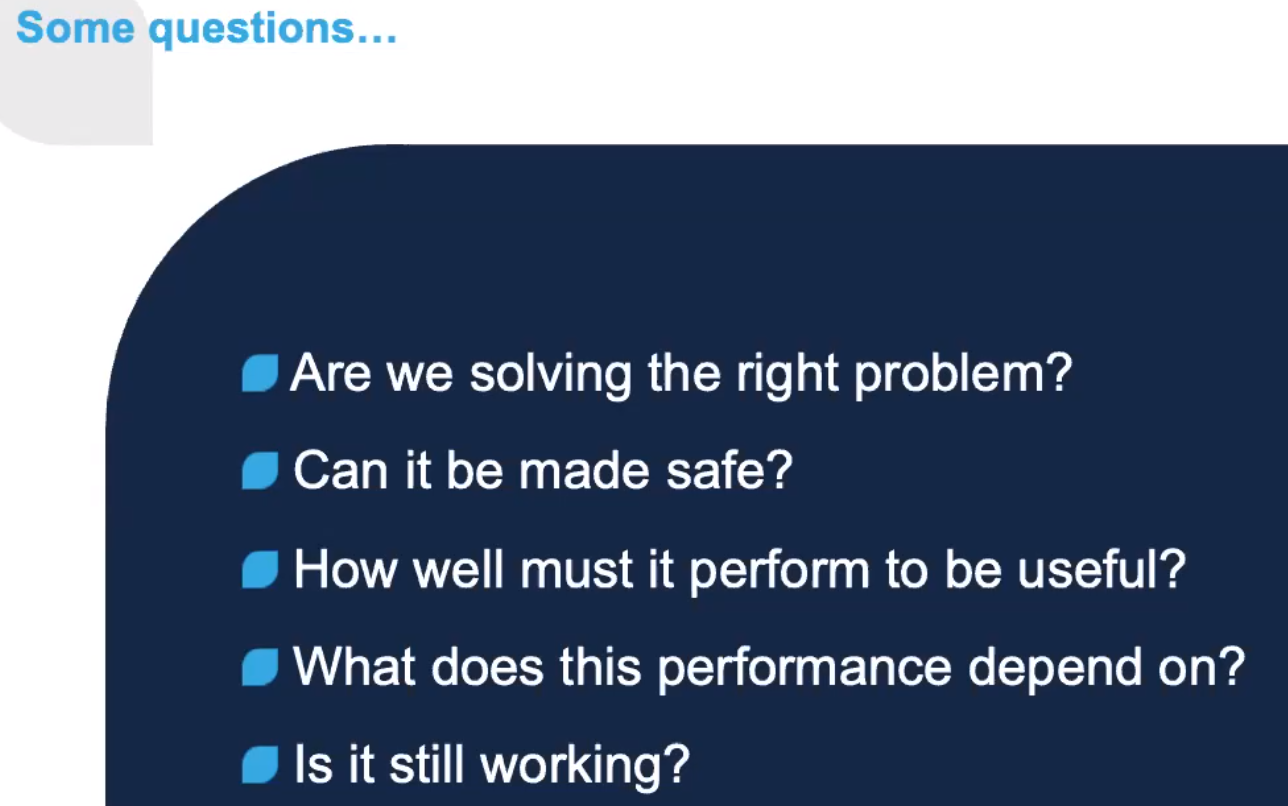 Some questions...
Are we solving the right problem?
Can it be made safe?
How well must it perform to be useful?
What does this performance depend on?
Is it still working?